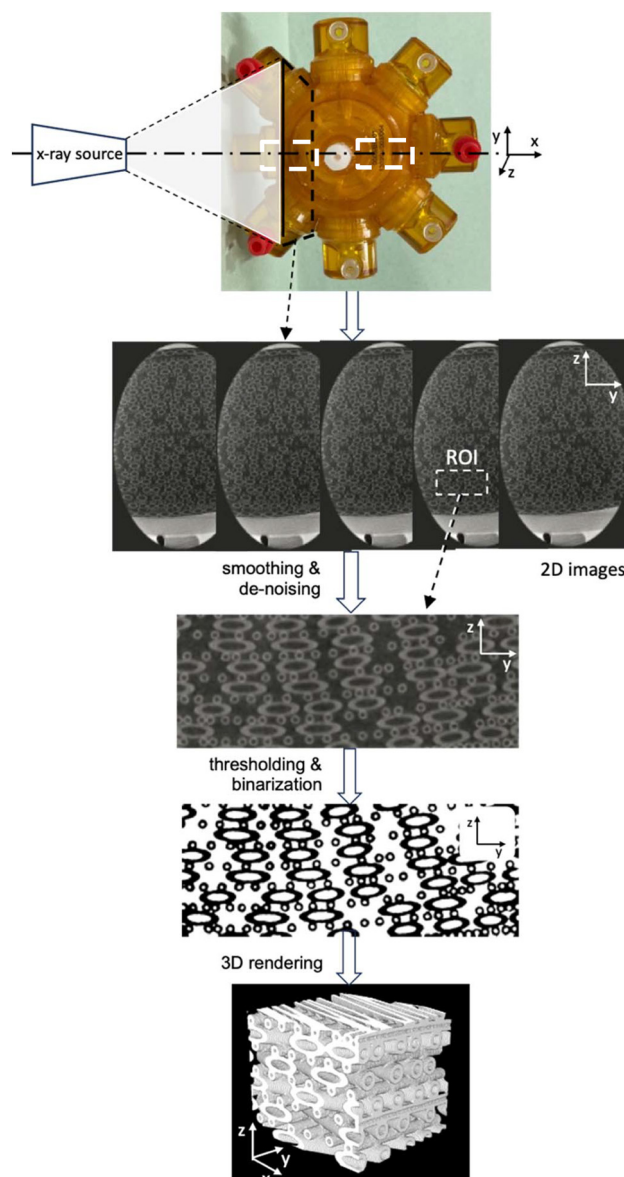 x-ray source
y
x
z
z
y
ROI
smoothing &
de-noising
2D images
z
y
thresholding &
binarization
z
y
3D rendering
z
y
x